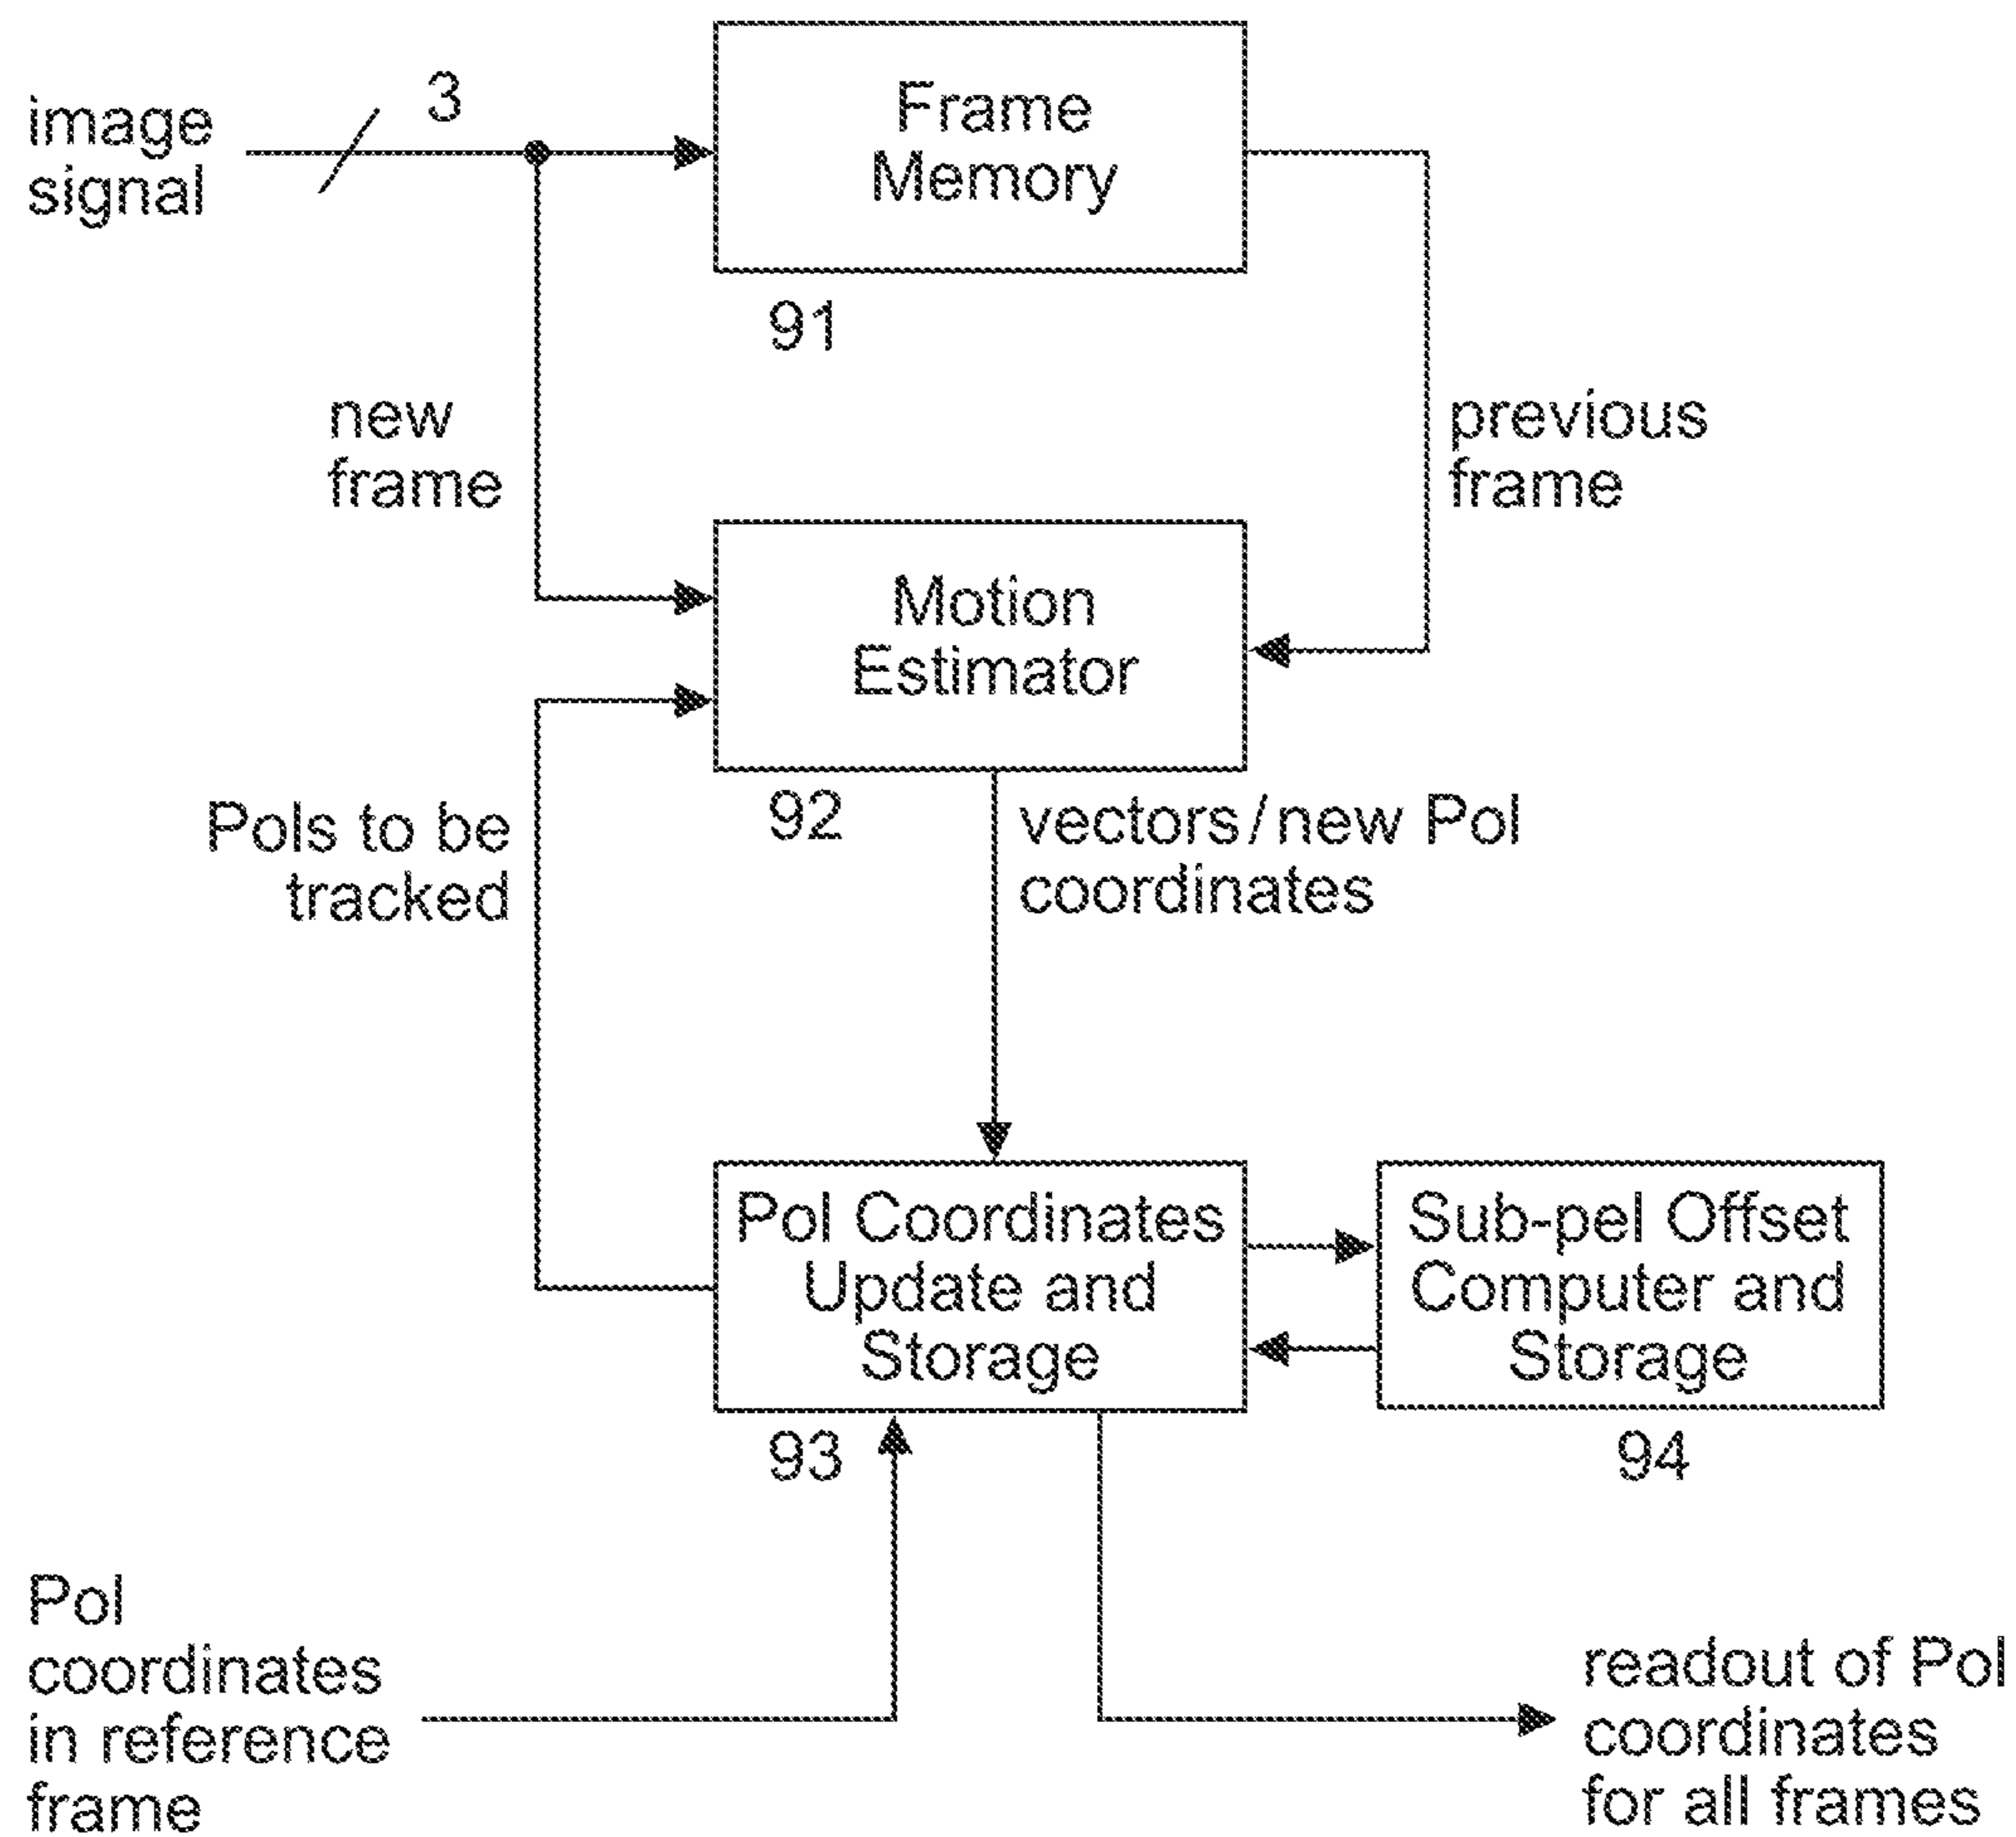 image
signal
3
Frame
Memory
91
new
frame
previous
frame
Motion
Estimator
92
PoIs to be
tracked
vectors/new PoI
coordinates
PoI Coordinates
Update and
Storage
93
Sub-pel Offset
Computer and
Storage
94
PoI
coordinates
in reference
frame
readout of PoI
coordinates
for all frames